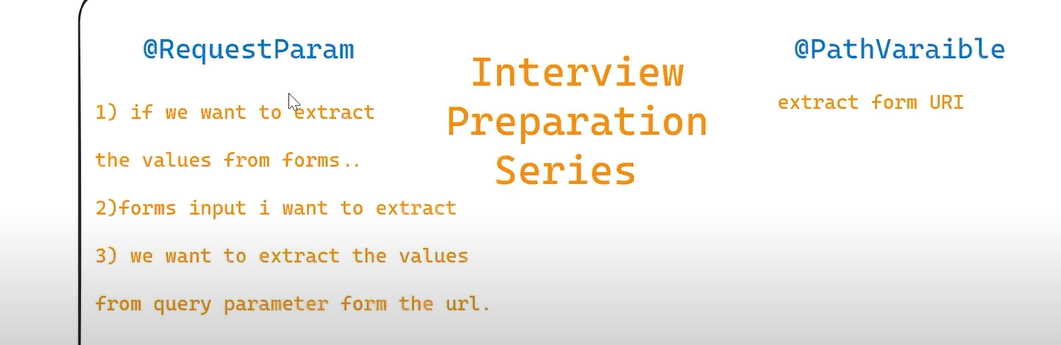 @RequestParam
1) if we want to extract
the values from forms..
2)forms input i want to extract
3) we want to extract the values
from query parameter form the url.
Interview
Preparation
Series
@PathVaraible
extract form URI